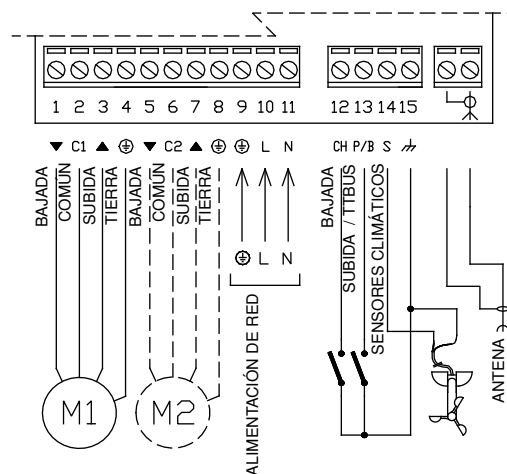 1 2 3 4 5 6 7 8 9 10 11 12 13 14 15
C1 C2 L N CH P/B S
BAJADA
COMÚN
SUBIDA
TIERRA
BAJADA
COMÚN
SUBIDA
TIERRA
L N
ALIMENTACIÓN DE RED
BAJADA
SUBIDA / TTBUS
SENSORES CLIMÁTICOS
ANTENA
M1
M2